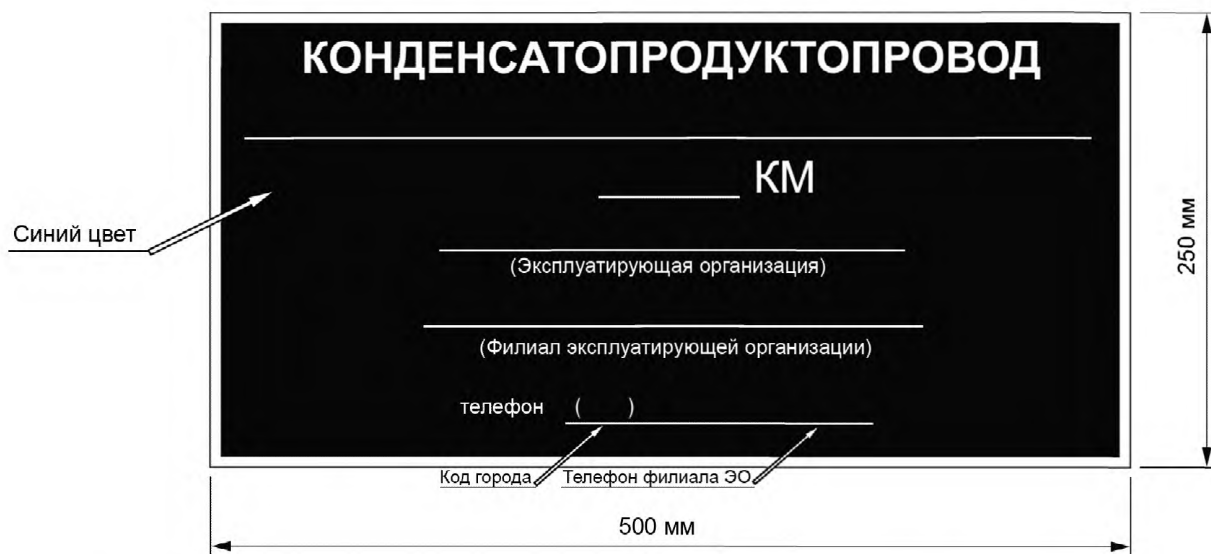 КОНДЕНСАТОПРОДУКТОПРОВОД
КМ
Синий цвет
(Эксплуатирующая организация)
(Филиал эксплуатирующей организации)
телефон ( )
Код города Телефон филиала ЭО
250 мм
500 мм